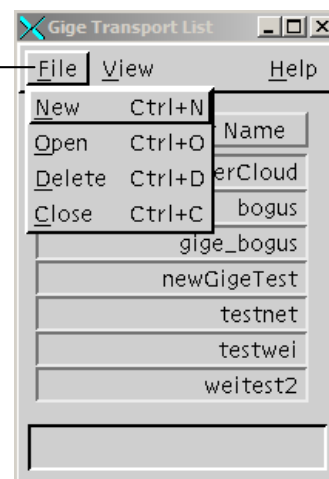 Gige Transport List
File View Help
New Ctrl+N
Open Ctrl+O
Delete Ctrl+D
Close Ctrl+C
Name
erCloud
bogus
gige_bogus
newGigeTest
testnet
testwei
weitest2